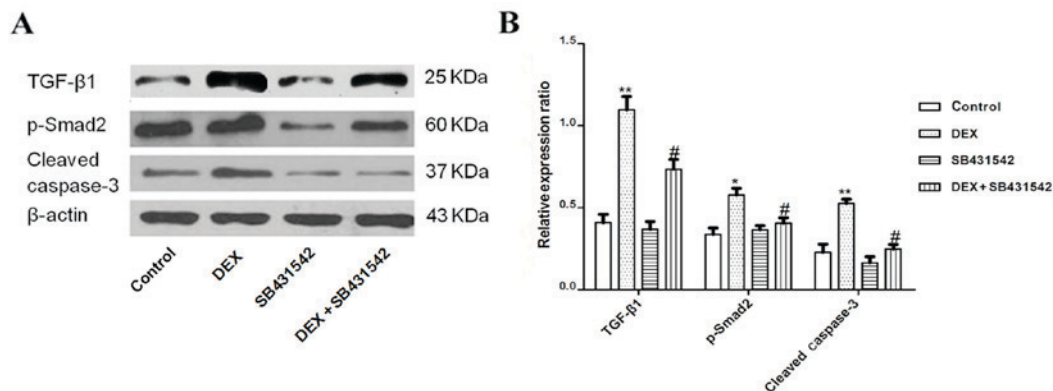 A
TGF-β1
25 KDa
p-Smad2
60 KDa
Cleaved
caspase-3
37 KDa
β-actin
43 KDa
Control
DEX
SB431542
DEX+SB431542
B
Relative expression ratio
1.5
1.0
0.5
0.0
**
#
*
#
**
#
TGF-β1
p-Smad2
Cleaved caspase-3
Control
DEX
SB431542
DEX+SB431542